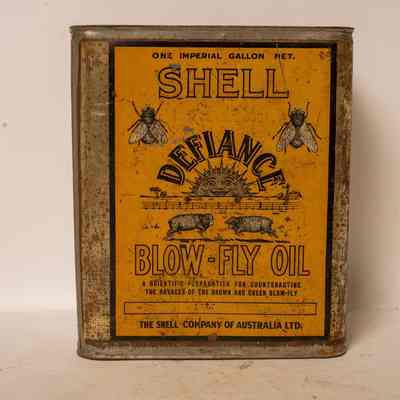 ONE IMPERIAL GALLON NET.
SHELL
DEFIANCE
BLOW-FLY OIL
A SCIENTIFIC PREPARATION FOR COUNTERACTING
THE RAVAGES OF THE BROWN AND GREEN BLOW-FLY
THE SHELL COMPANY OF AUSTRALIA LTD.